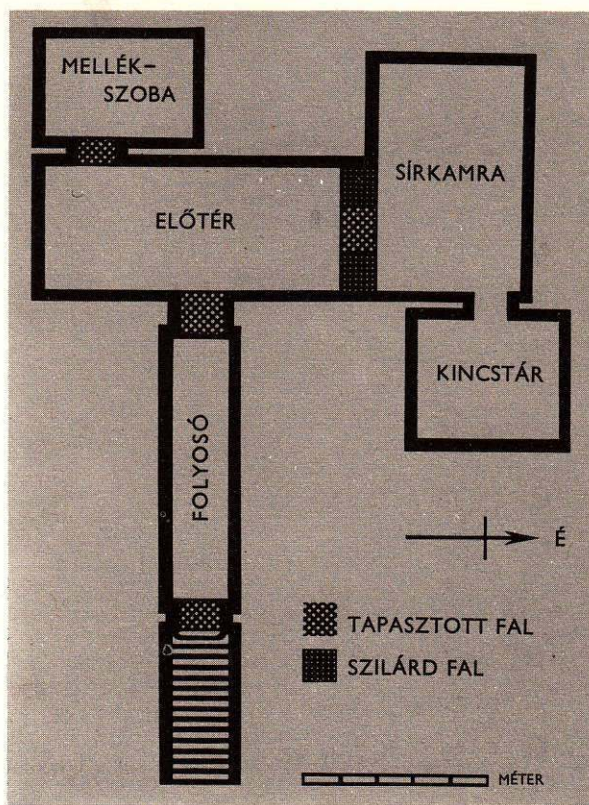 MELLÉK-
SZOBA
SÍRKAMRA
ELŐTÉR
KINCSTÁR
FOLYOSÓ
É
TAPASZTOTT FAL
SZILÁRD FAL
MÉTER